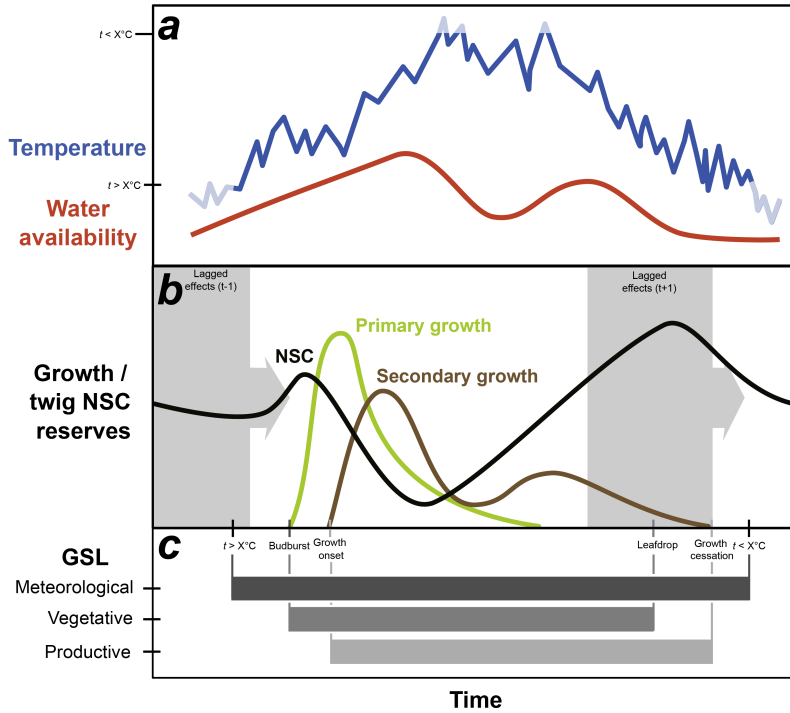 a
t < X°C
Temperature
t > X°C
Water
availability
b
Lagged
effects (t-1)
Lagged
effects (t+1)
Primary growth
NSC
Secondary growth
Growth /
twig NSC
reserves
c
GSL
t > X°C
Budburst
Growth
onset
Leafdrop
Growth
cessation
t < X°C
Meteorological
Vegetative
Productive
Time